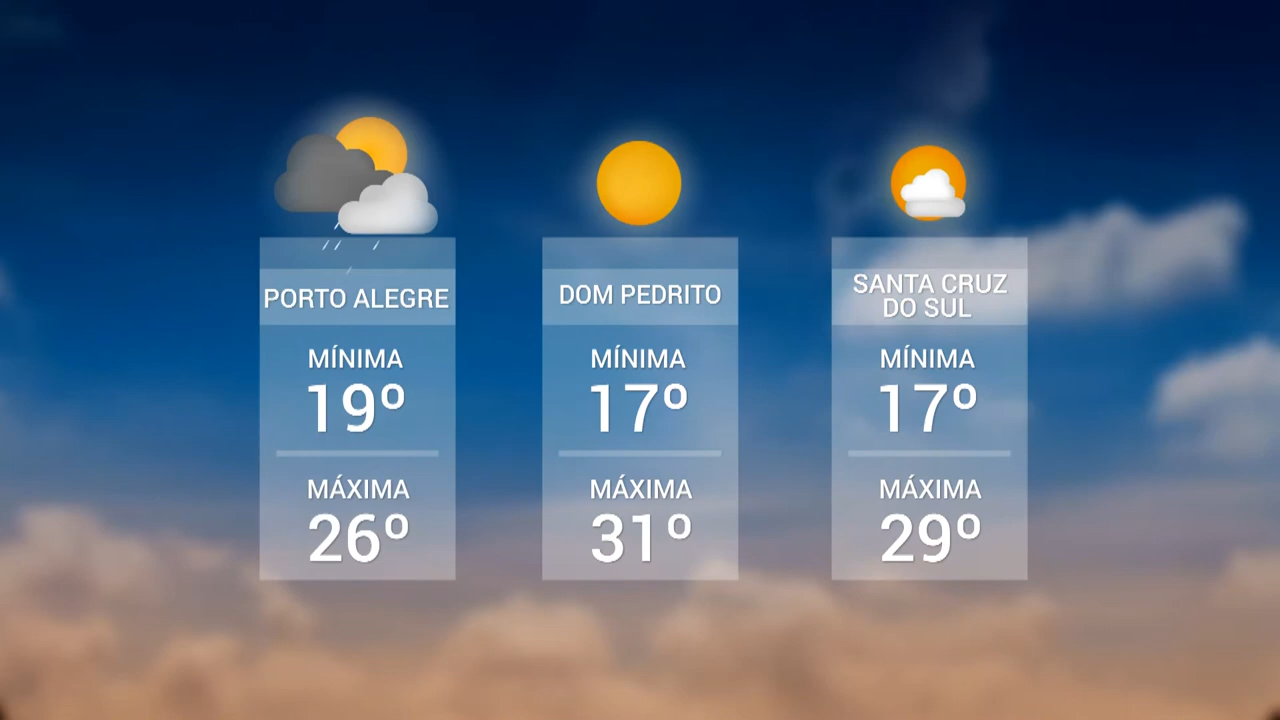 PORTO ALEGRE
MÍNIMA
19º
MÁXIMA
26º
DOM PEDRITO
MÍNIMA
17º
MÁXIMA
31º
SANTA CRUZ
DO SUL
MÍNIMA
17º
MÁXIMA
29º